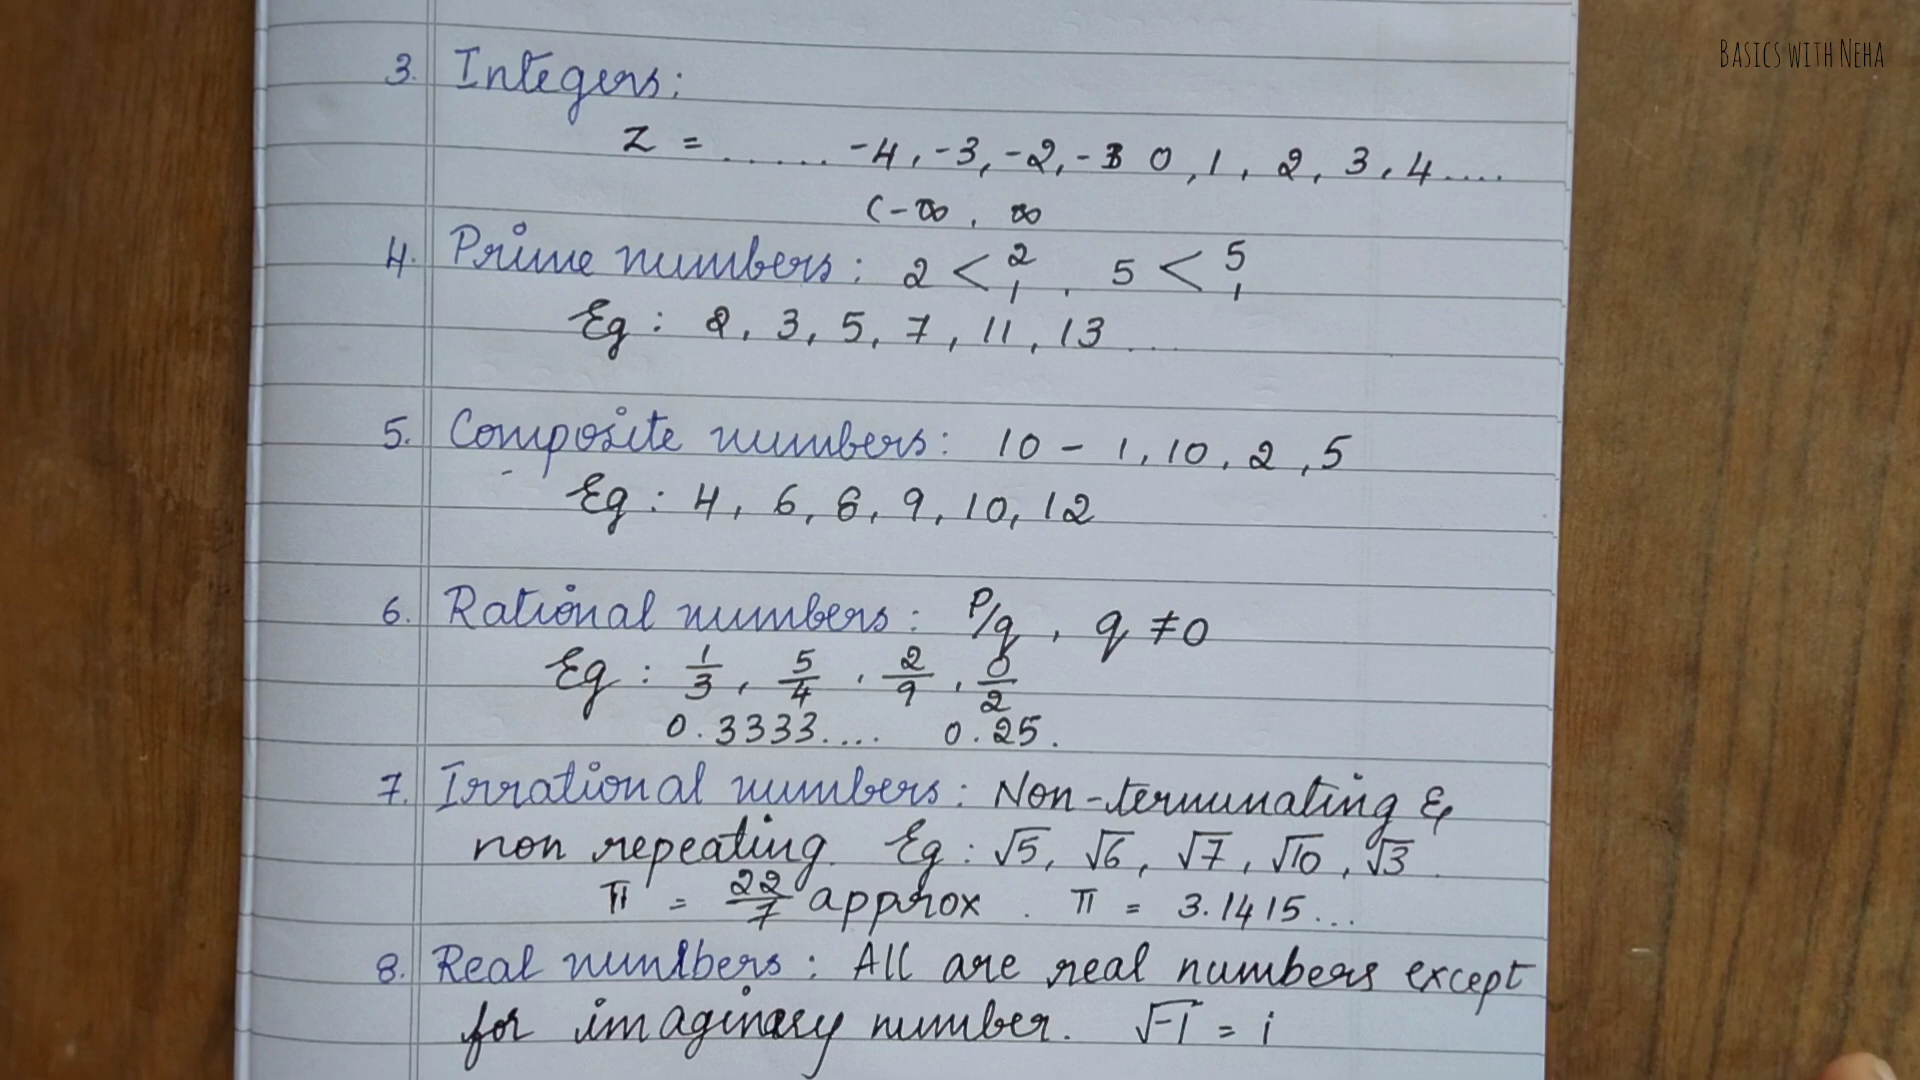 BASICS WITH NEHA
3. Integers:
Z = ...... -4, -3, -2, - 0, 1, 2, 3, 4....
(-∞, ∞
4. Prime numbers: 2 < 2 1, 5 < 5 1
Eg: 2, 3, 5, 7, 11, 13...
5. Composite numbers: 10 - 1, 10, 2, 5
Eg: 4, 6, 8, 9, 10, 12
6. Rational numbers: P/q, q ≠ 0
Eg: 1/3, 5/4, 2/9, 0/2
0.3333.... 0.25.
7. Irrational numbers: Non-terminating &
non repeating. Eg: √5, √6, √7, √10, √3
π = 22/7 approx. π = 3.1415...
8. Real numbers: All are real numbers except
for imaginary number. √-1 = i